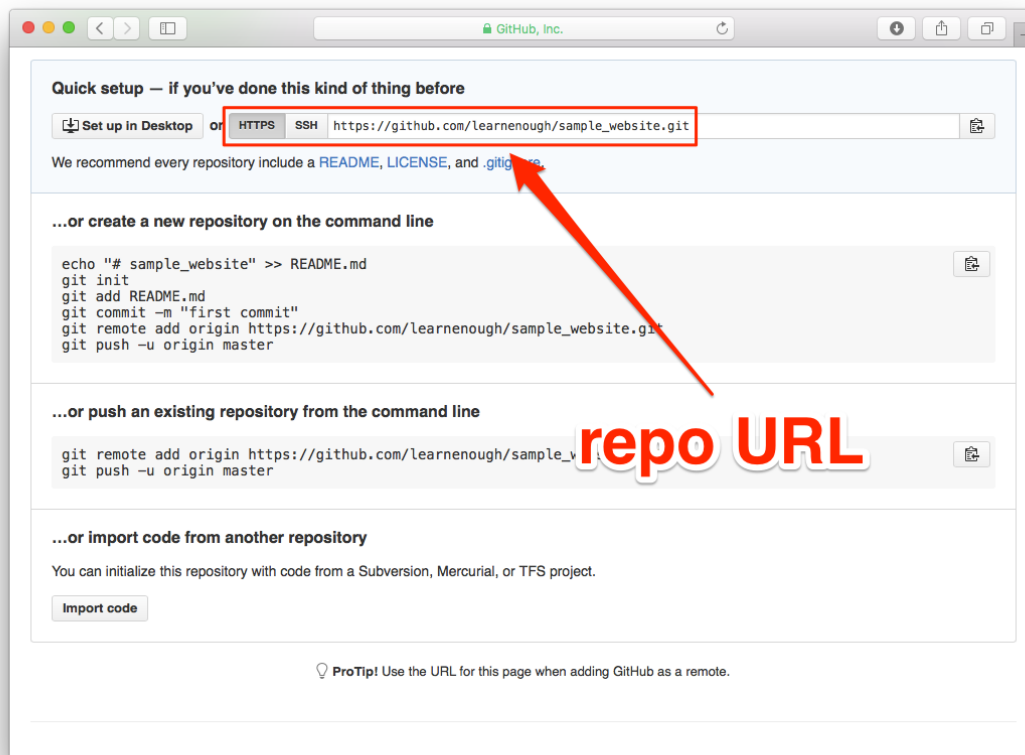 GitHub, Inc.
Quick setup — if you've done this kind of thing before
Set up in Desktop or HTTPS SSH https://github.com/learnenough/sample_website.git
We recommend every repository include a README, LICENSE, and .gitignore.
…or create a new repository on the command line
echo "# sample_website" >> README.md
git init
git add README.md
git commit -m "first commit"
git remote add origin https://github.com/learnenough/sample_website.git
git push -u origin master
…or push an existing repository from the command line
git remote add origin https://github.com/learnenough/sample_w
git push -u origin master
repo URL
…or import code from another repository
You can initialize this repository with code from a Subversion, Mercurial, or TFS project.
Import code
ProTip! Use the URL for this page when adding GitHub as a remote.